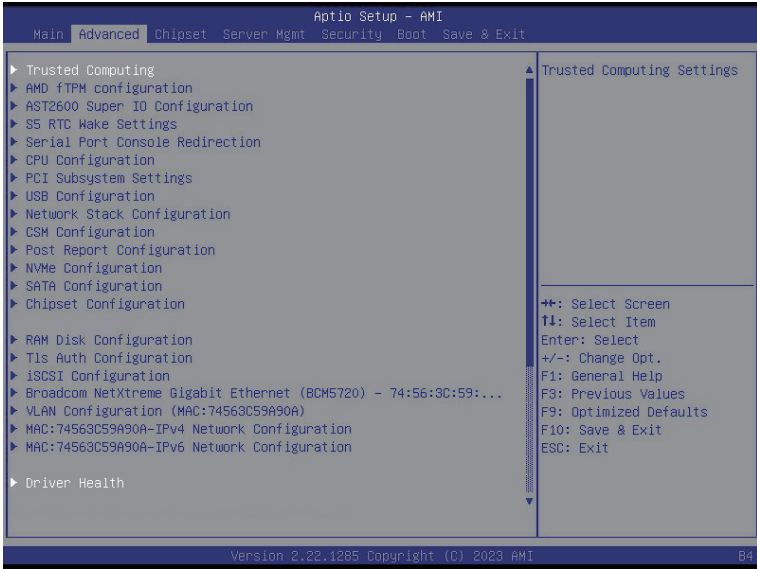 Aptio Setup – AMI
Main Advanced Chipset Server Mgmt Security Boot Save & Exit
Trusted Computing
AMD fTPM configuration
AST2600 Super IO Configuration
S5 RTC Wake Settings
Serial Port Console Redirection
CPU Configuration
PCI Subsystem Settings
USB Configuration
Network Stack Configuration
CSM Configuration
Post Report Configuration
NVMe Configuration
SATA Configuration
Chipset Configuration
RAM Disk Configuration
Tls Auth Configuration
iSCSI Configuration
Broadcom NetXtreme Gigabit Ethernet (BCM5720) – 74:56:3C:59:...
VLAN Configuration (MAC:74563C59A90A)
MAC:74563C59A90A-IPv4 Network Configuration
MAC:74563C59A90A-IPv6 Network Configuration
Driver Health
Trusted Computing Settings
→←: Select Screen
↑↓: Select Item
Enter: Select
+/-: Change Opt.
F1: General Help
F3: Previous Values
F9: Optimized Defaults
F10: Save & Exit
ESC: Exit
Version 2.22.1285 Copyright (C) 2023 AMI
B4